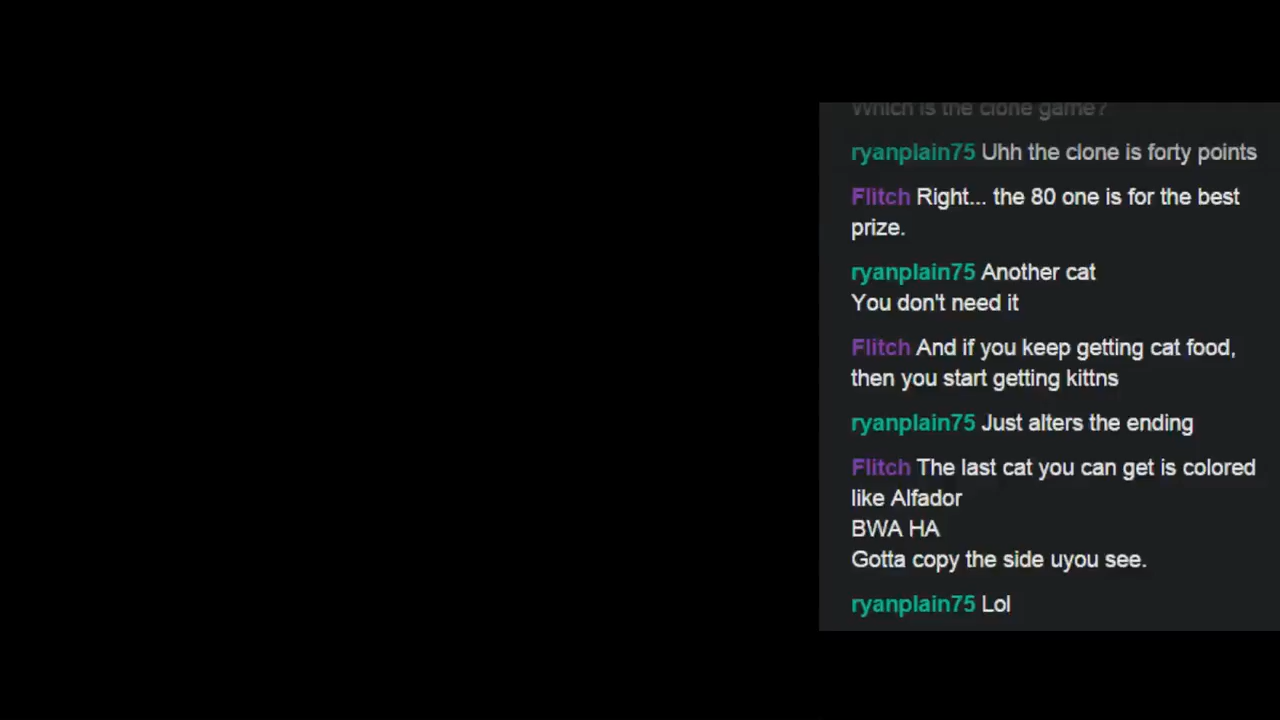 Which is the clone game?
ryanplain75 Uhh the clone is forty points
Flitch Right... the 80 one is for the best
prize.
ryanplain75 Another cat
You don't need it
Flitch And if you keep getting cat food,
then you start getting kittns
ryanplain75 Just alters the ending
Flitch The last cat you can get is colored
like Alfador
BWA HA
Gotta copy the side uyou see.
ryanplain75 Lol